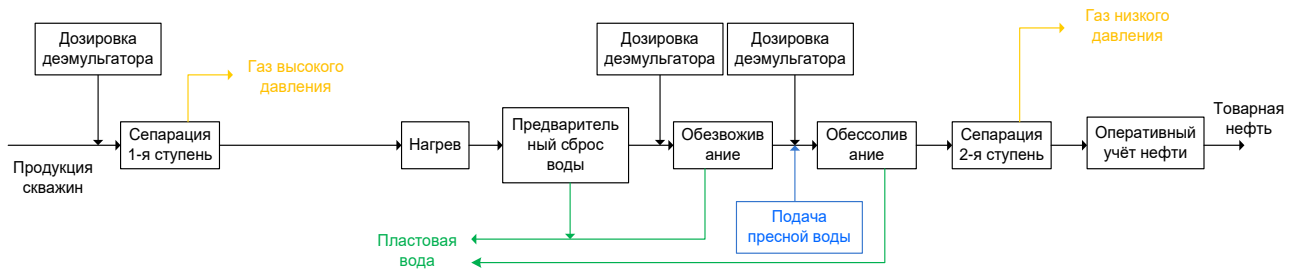 Дозировка
деэмульгатора
Газ высокого
давления
Дозировка
деэмульгатора
Дозировка
деэмульгатора
Газ низкого
давления
Продукция
скважин
Сепарация
1-я ступень
Нагрев
Предваритель
ный сброс
воды
Обезвожив
ание
Обессолив
ание
Сепарация
2-я ступень
Оперативный
учёт нефти
Товарная
нефть
Пластовая
вода
Подача
пресной воды